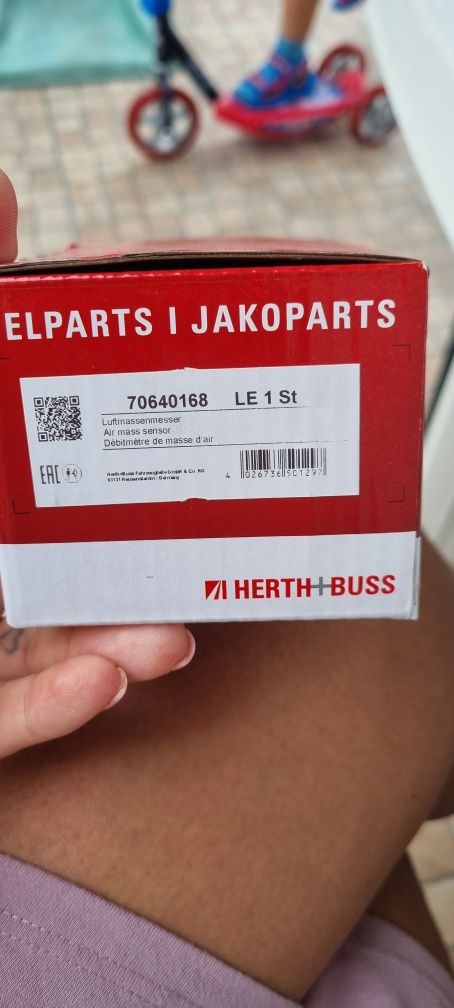 ELPARTS | JAKOPARTS
70640168 LE 1 St
Luftmassenmesser
Air mass sensor
Débitmètre de masse d'air
EAC
Herth+Buss Fahrzeugteile GmbH & Co. KG
63131 Heusenstamm | Germany
4 026736 501297
HERTH+BUSS